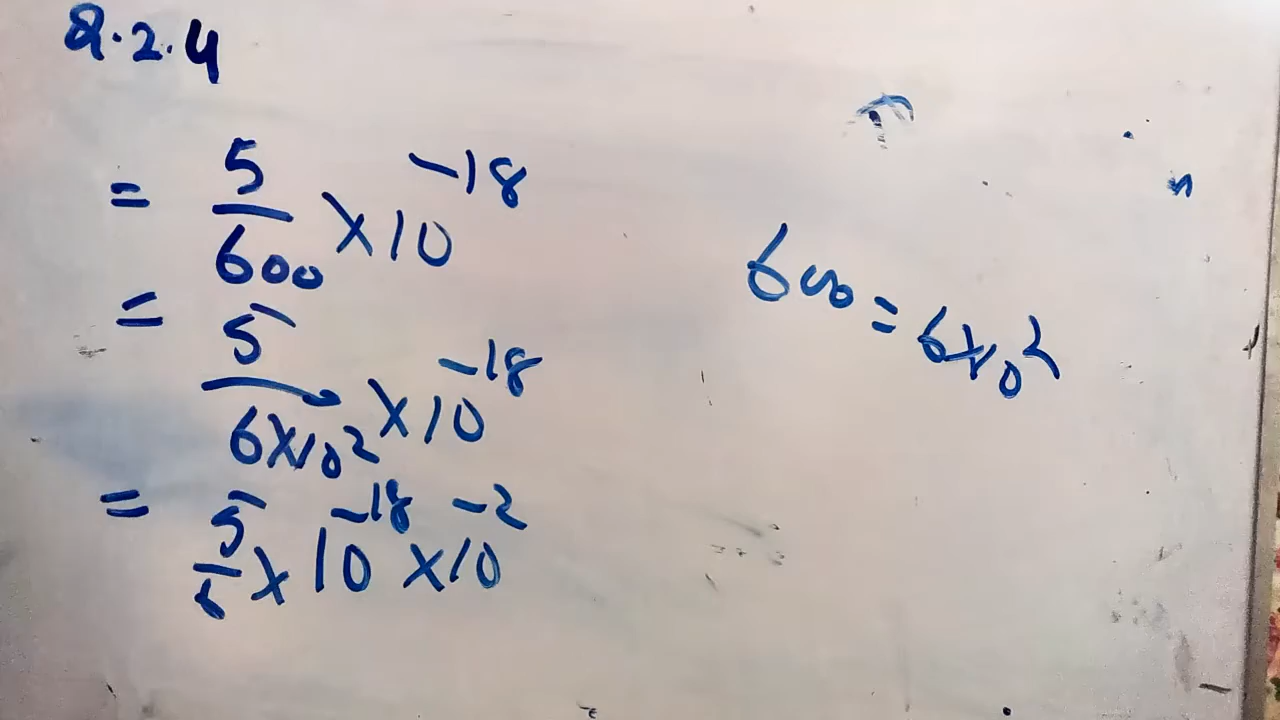 Q.2.4
= 5/600 × 10^-18
= 5/6×10^2 × 10^-18
= 5/6 × 10^-18 × 10^-2
600 = 6×10^2